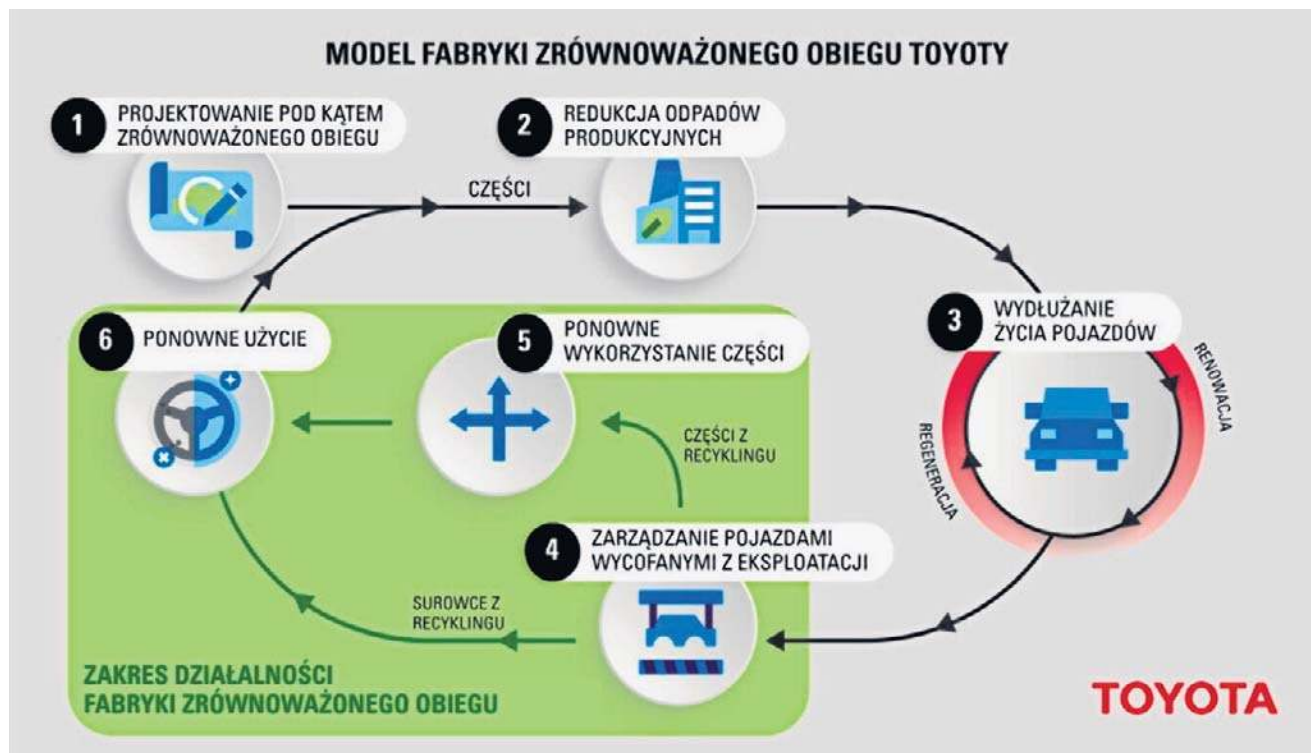 MODEL FABRYKI ZRÓWNOWAŻONEGO OBIEGU TOYOTY
1
PROJEKTOWANIE POD KĄTEM
ZRÓWNOWAŻONEGO OBIEGU
2
REDUKCJA ODPADÓW
PRODUKCYJNYCH
CZĘŚCI
3
WYDŁUŻANIE
ŻYCIA POJAZDÓW
RENOWACJA
REGENERACJA
6
PONOWNE UŻYCIE
5
PONOWNE
WYKORZYSTANIE CZĘŚCI
CZĘŚCI Z
RECYKLINGU
4
ZARZĄDZANIE POJAZDAMI
WYCOFANYMI Z EKSPLOATACJI
SUROWCE Z
RECYKLINGU
ZAKRES DZIAŁALNOŚCI
FABRYKI ZRÓWNOWAŻONEGO OBIEGU
TOYOTA